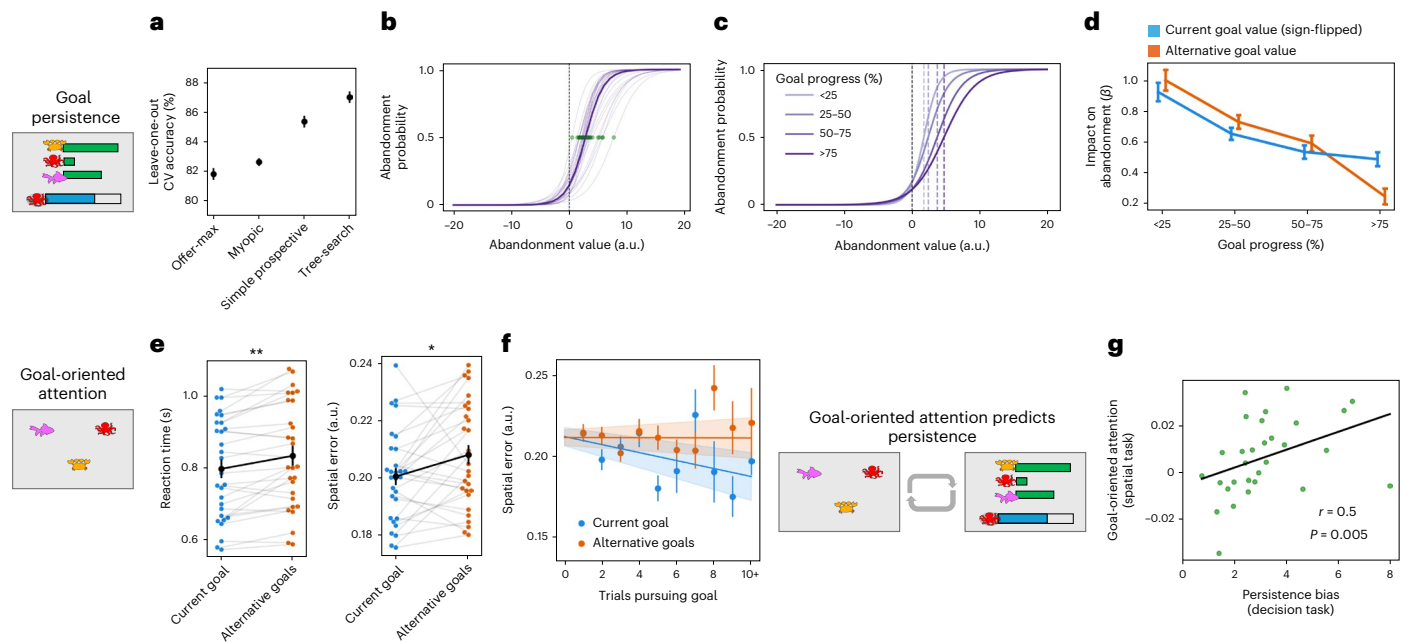 a
b
c
d
Goal
persistence
Leave-one-out
CV accuracy (%)
88
86
84
82
80
Offer-max
Myopic
Simple prospective
Tree-search
Abandonment
probability
1.0
0.5
0
–20
–10
0
10
20
Abandonment value (a.u.)
Abandonment probability
1.0
0.5
0
Goal progress (%)
<25
25–50
50–75
>75
–20
–10
0
10
20
Abandonment value (a.u.)
Current goal value (sign-flipped)
Alternative goal value
Impact on
abandonment (β)
1.0
0.8
0.6
0.4
0.2
<25
25–50
50–75
>75
Goal progress (%)
e
f
g
Goal-oriented
attention
**
Reaction time (s)
1.0
0.8
0.6
Current goal
Alternative goals
*
Spatial error (a.u.)
0.24
0.22
0.20
0.18
Current goal
Alternative goals
Spatial error (a.u.)
0.25
0.20
0.15
Current goal
Alternative goals
0
2
4
6
8
10+
Trials pursuing goal
Goal-oriented attention predicts
persistence
Goal-oriented attention
(spatial task)
0.02
0
–0.02
r = 0.5
P = 0.005
0
2
4
6
8
Persistence bias
(decision task)